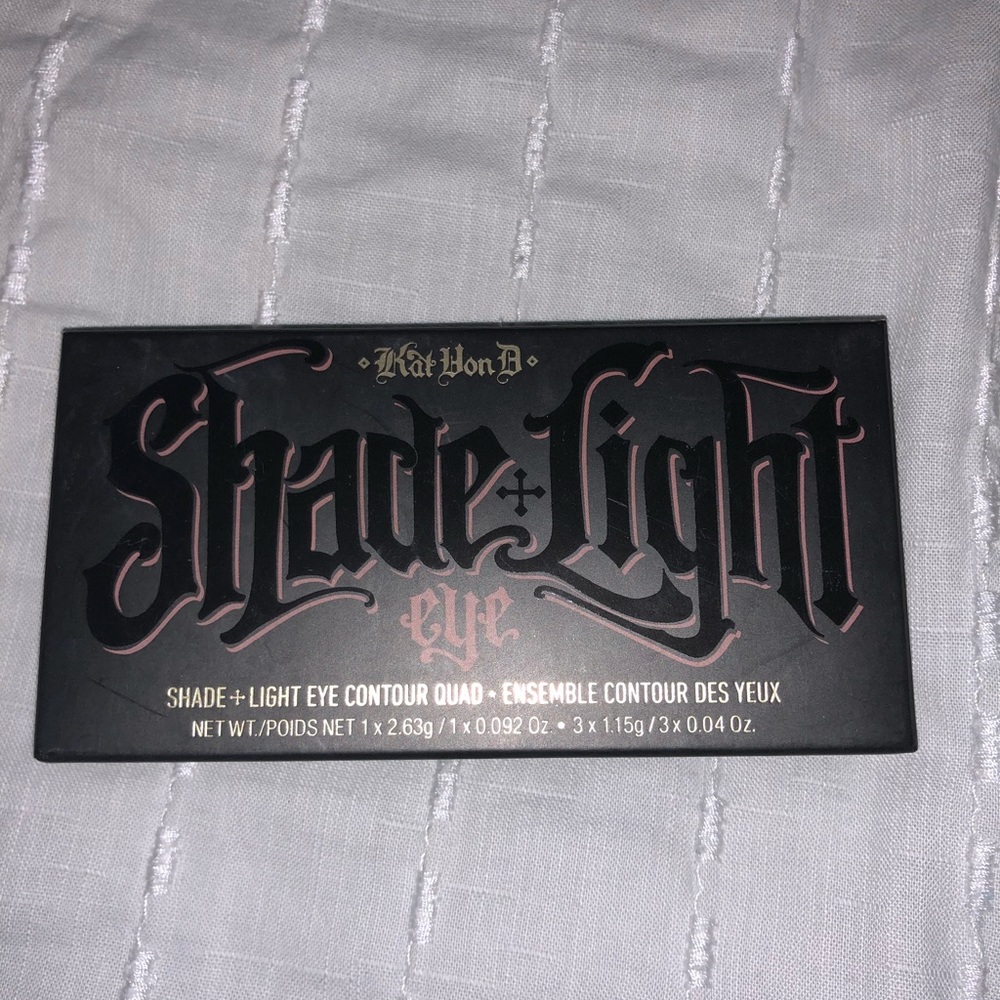 Kat Von D
Shade + Light
eye
SHADE + LIGHT EYE CONTOUR QUAD • ENSEMBLE CONTOUR DES YEUX
NET WT./POIDS NET 1 x 2.63g / 1 x 0.092 Oz. • 3 x 1.15g / 3 x 0.04 Oz.